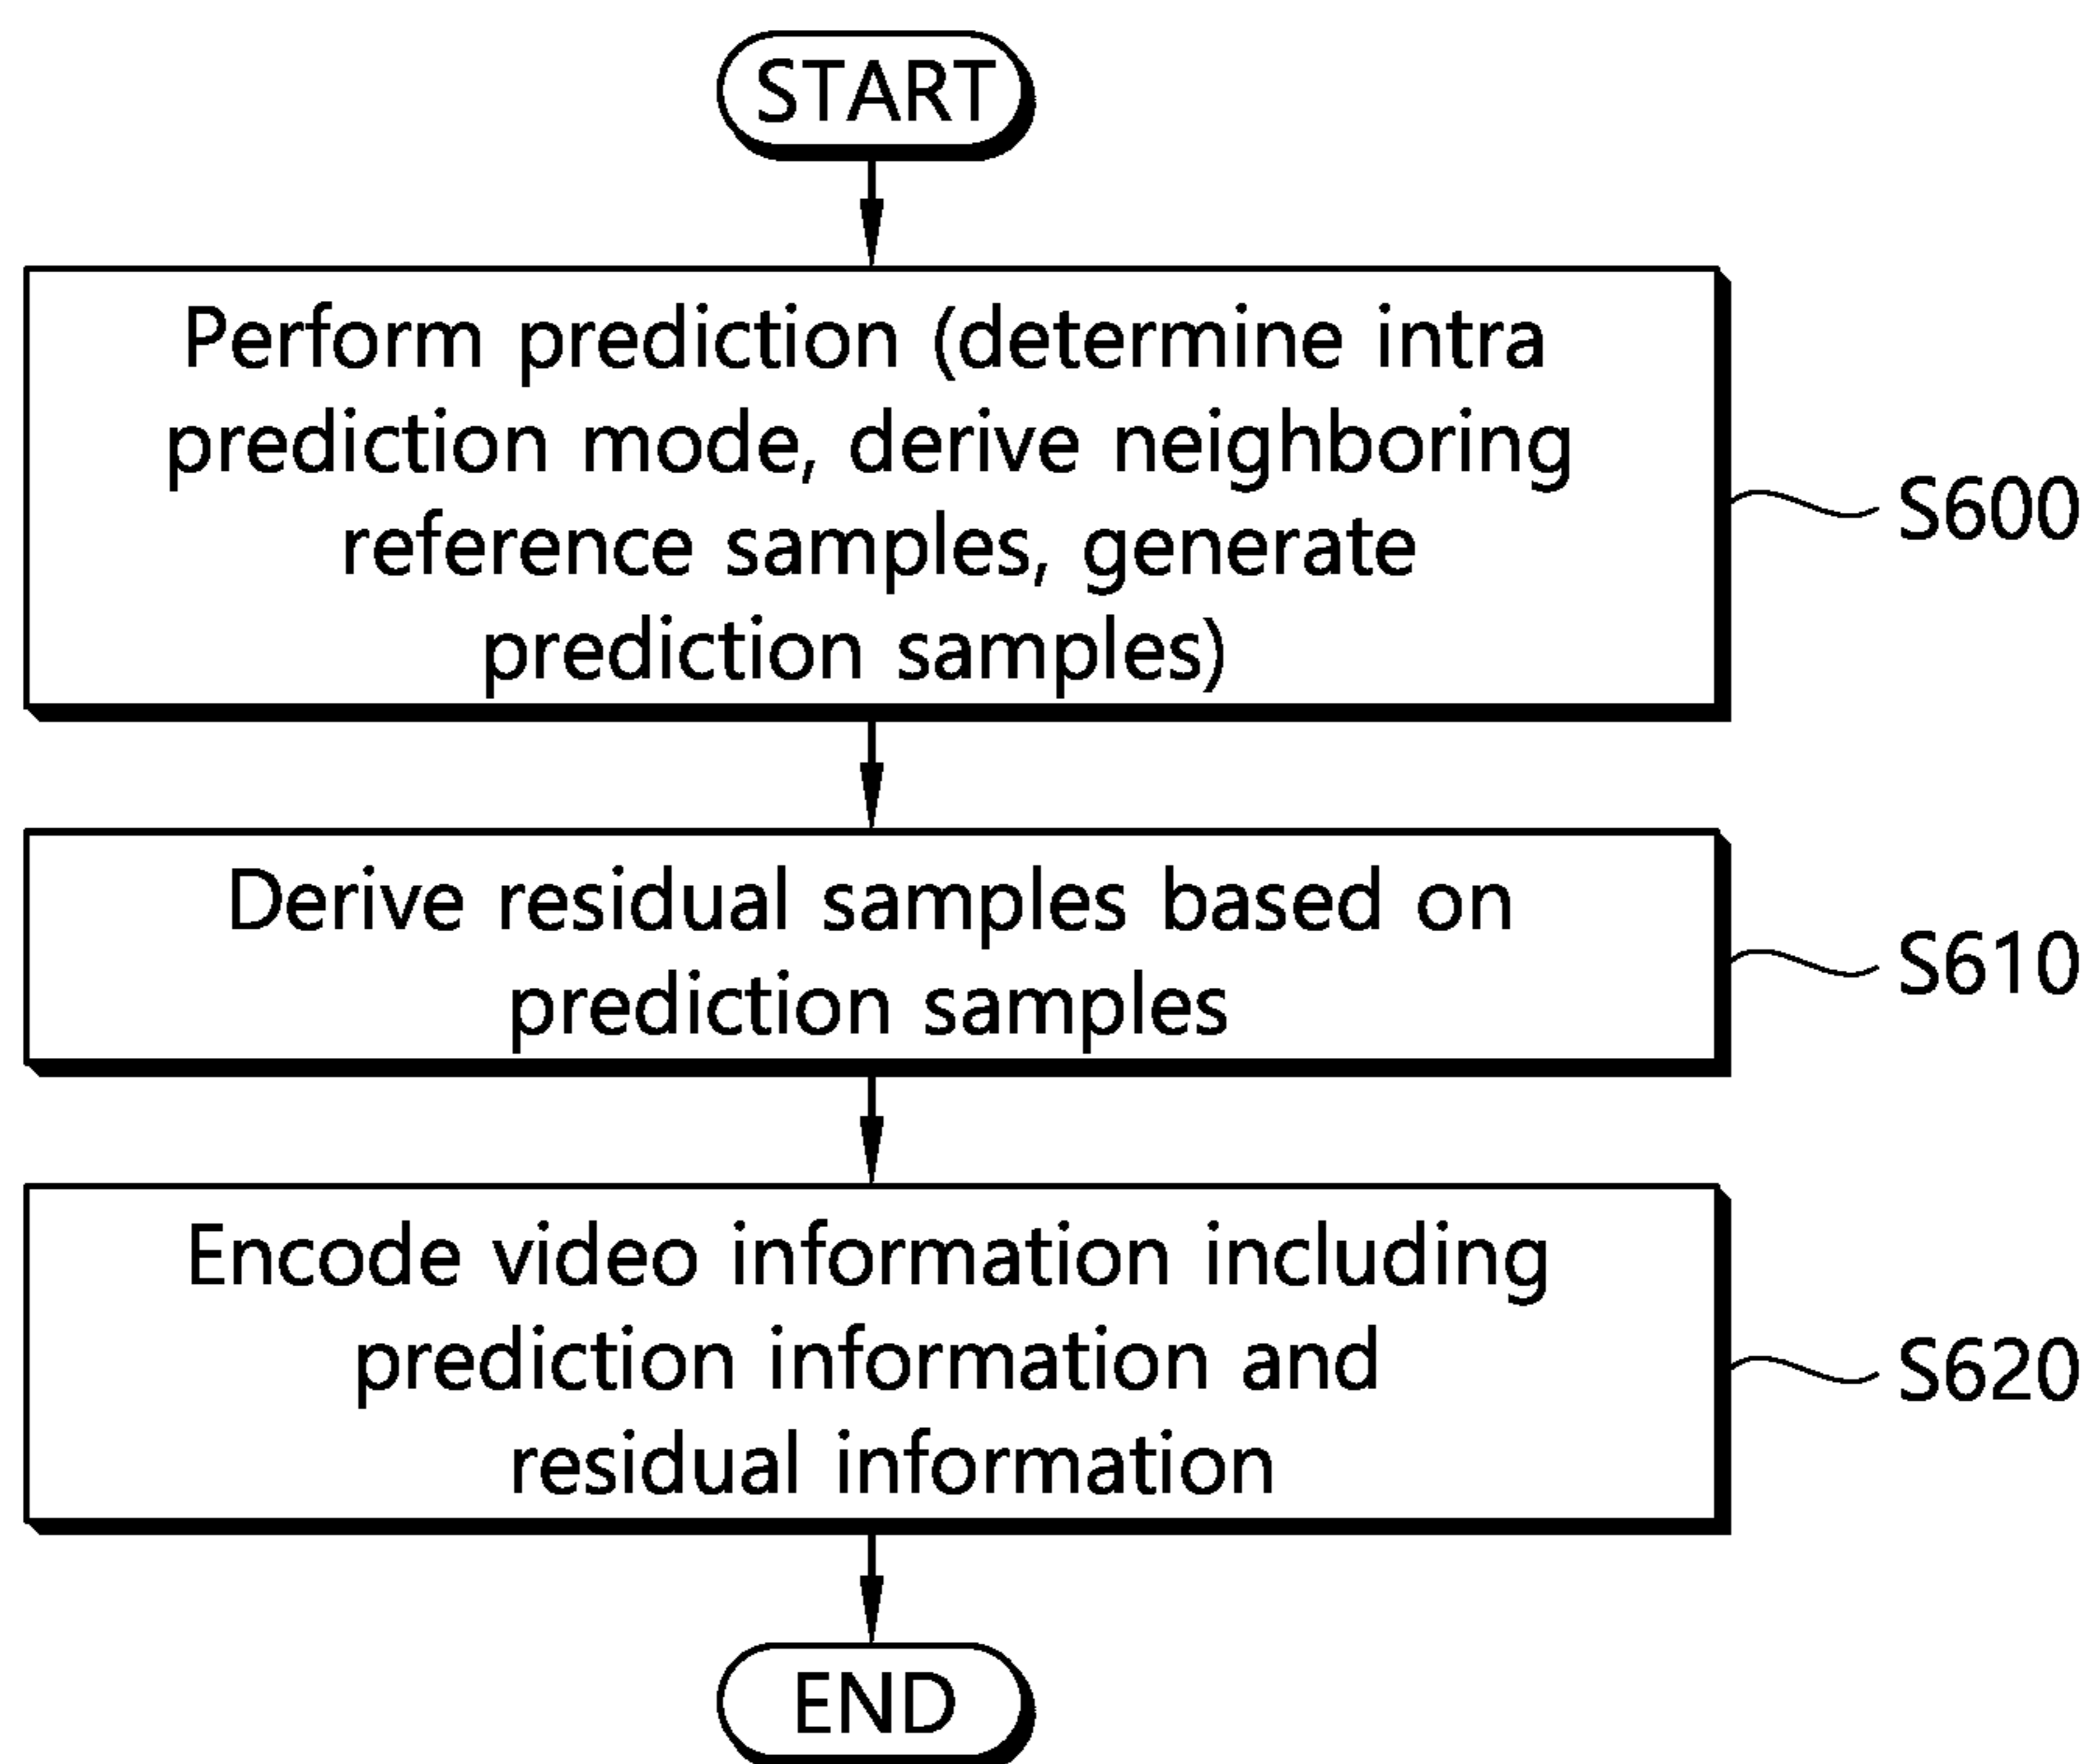 START
Perform prediction (determine intra
prediction mode, derive neighboring
reference samples, generate
prediction samples)
S600
Derive residual samples based on
prediction samples
S610
Encode video information including
prediction information and
residual information
S620
END